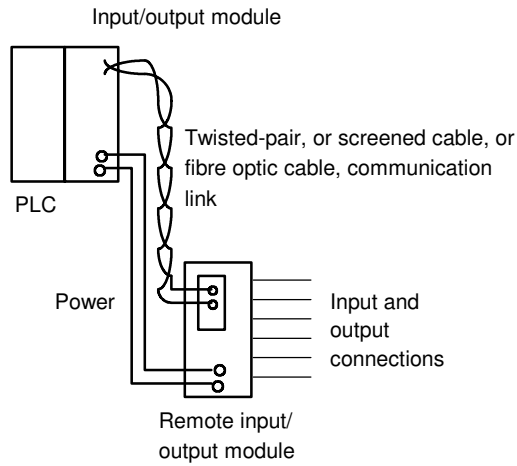 Input/output module
Twisted-pair, or screened cable, or
fibre optic cable, communication
link
PLC
Power
Input and
output
connections
Remote input/
output module